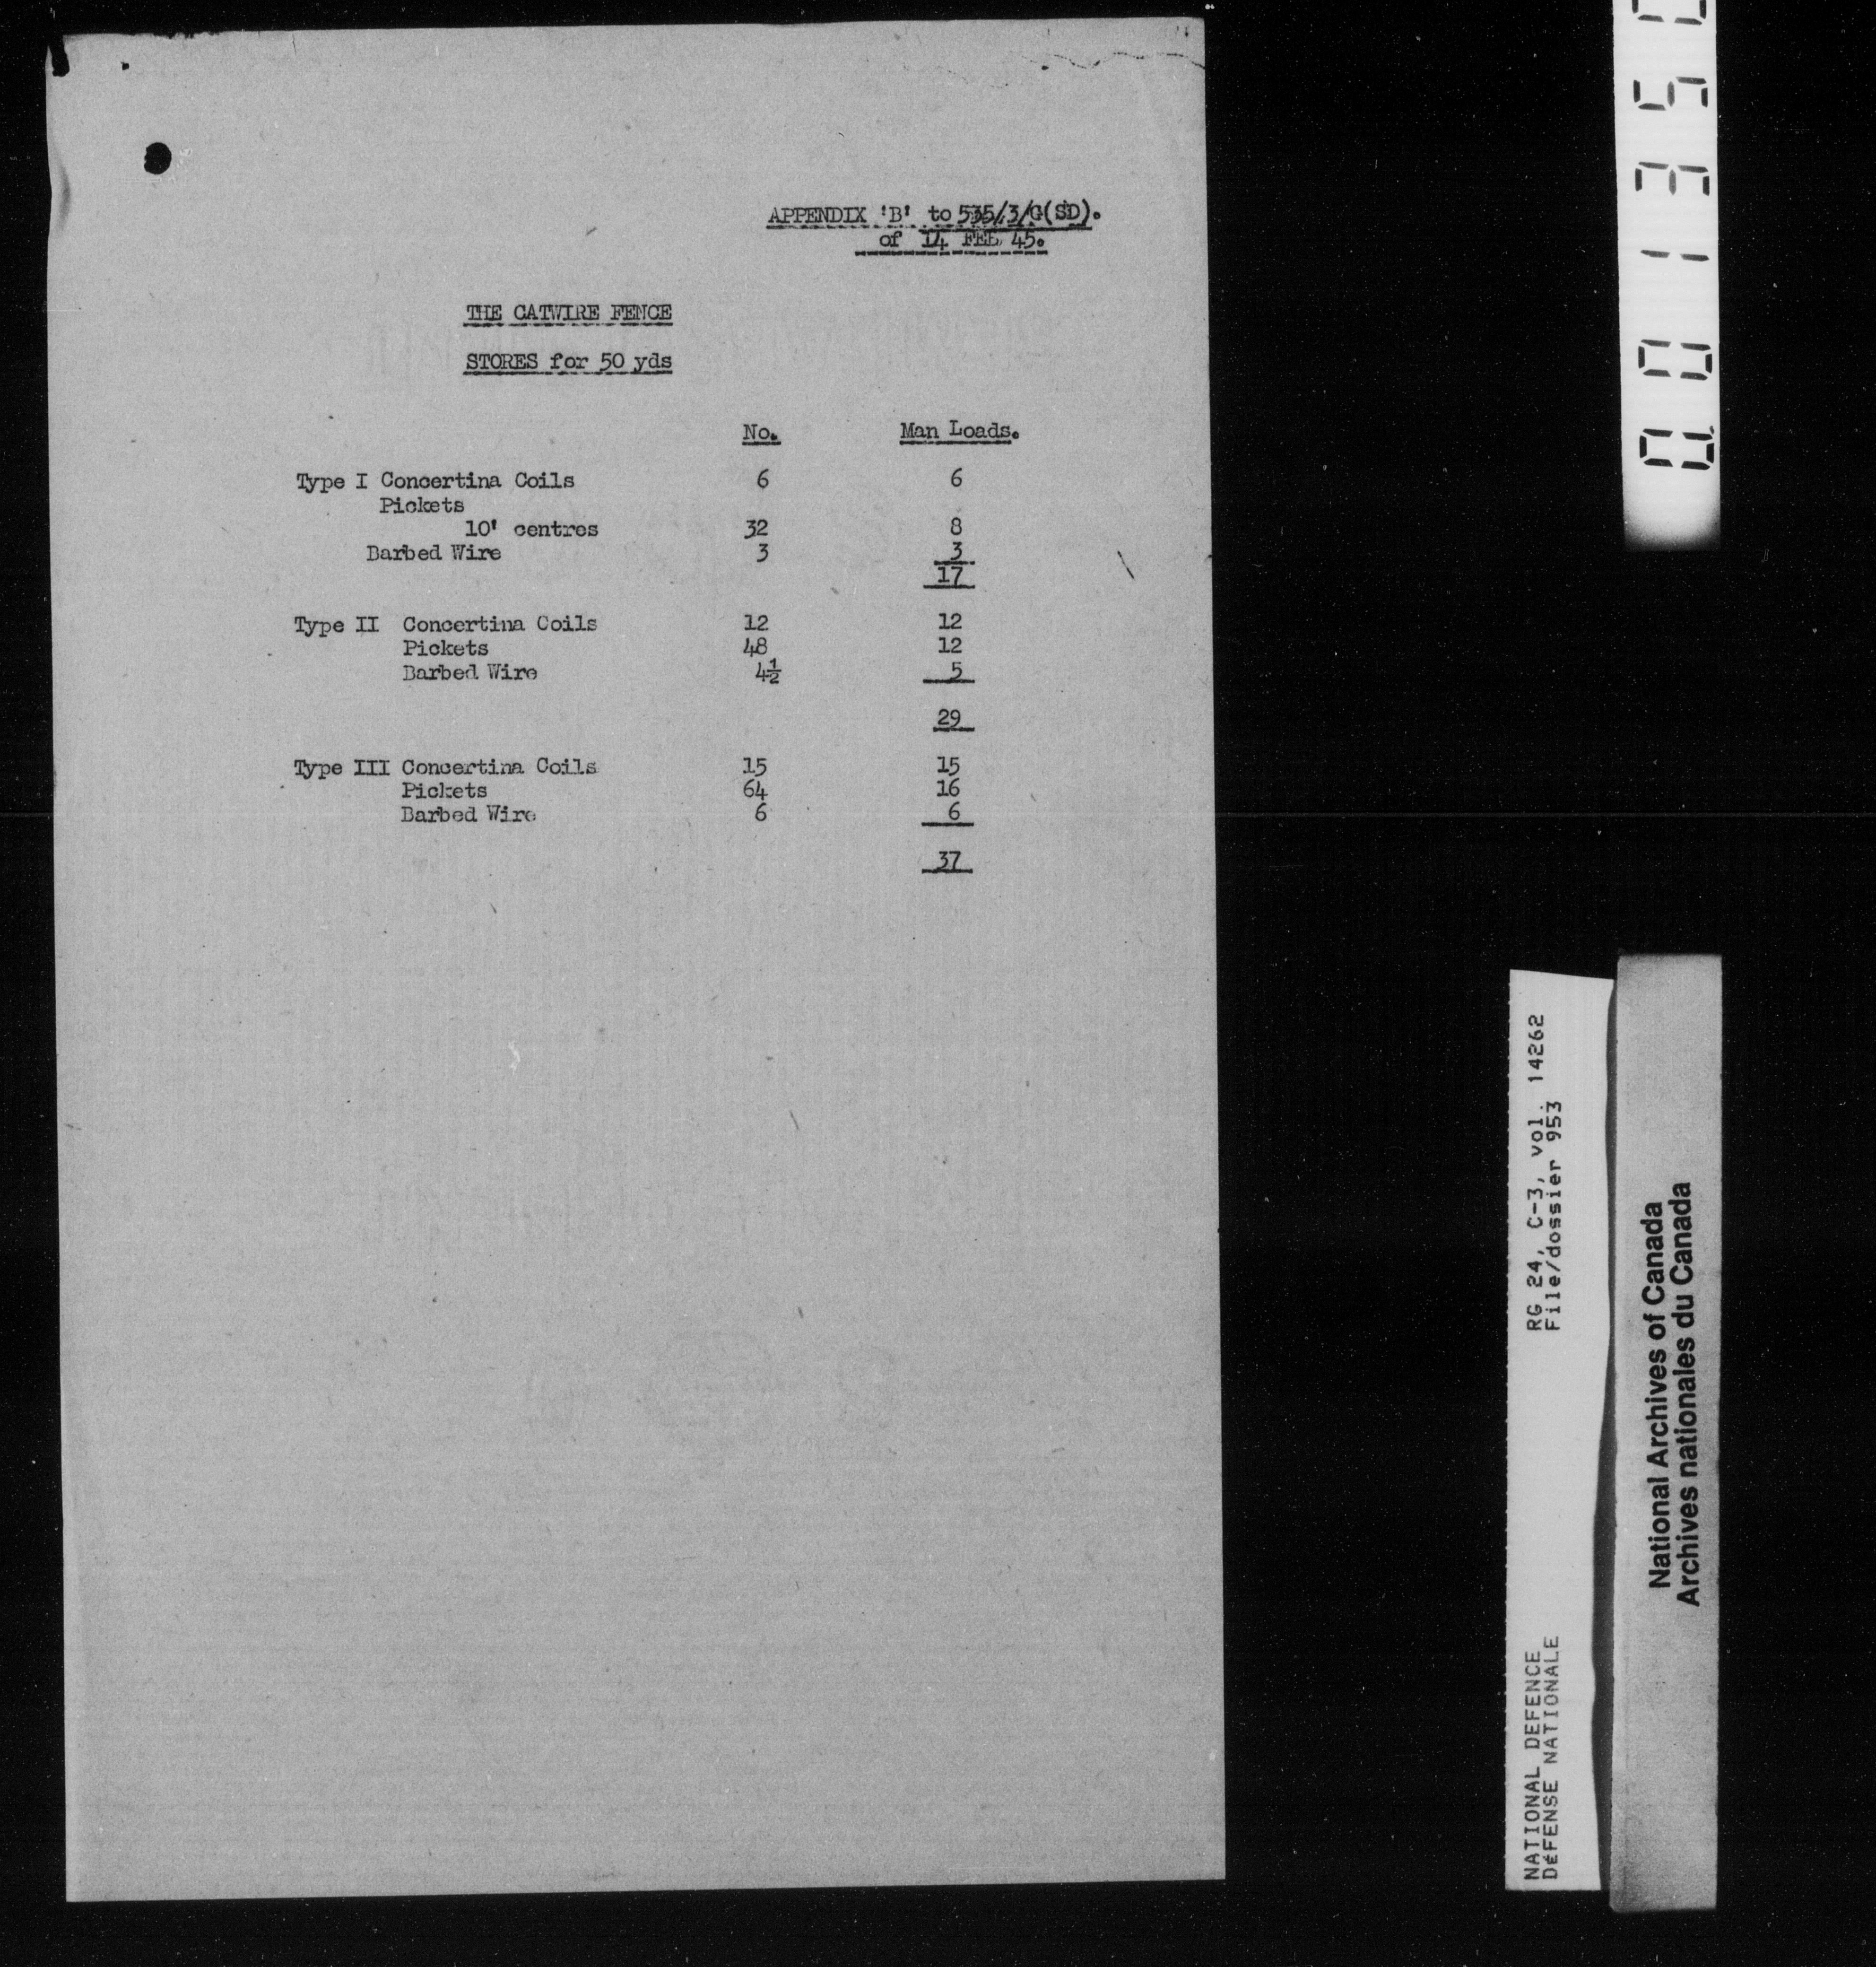 APPENDIX 'B' to 535/3/G(SD).
of 14 FEB 45.
THE CATWIRE FENCE
STORES for 50 yds
No. Man Loads.
Type I Concertina Coils 6 6
Pickets
10' centres 32 8
Barbed Wire 3 3
17
Type II Concertina Coils 12 12
Pickets 48 12
Barbed Wire 4½ 5
29
Type III Concertina Coils 15 15
Pickets 64 16
Barbed Wire 6 6
37
RG 24, C-3, vol. 14262
File/dossier 953
NATIONAL DEFENCE
DÉFENSE NATIONALE
National Archives of Canada
Archives nationales du Canada